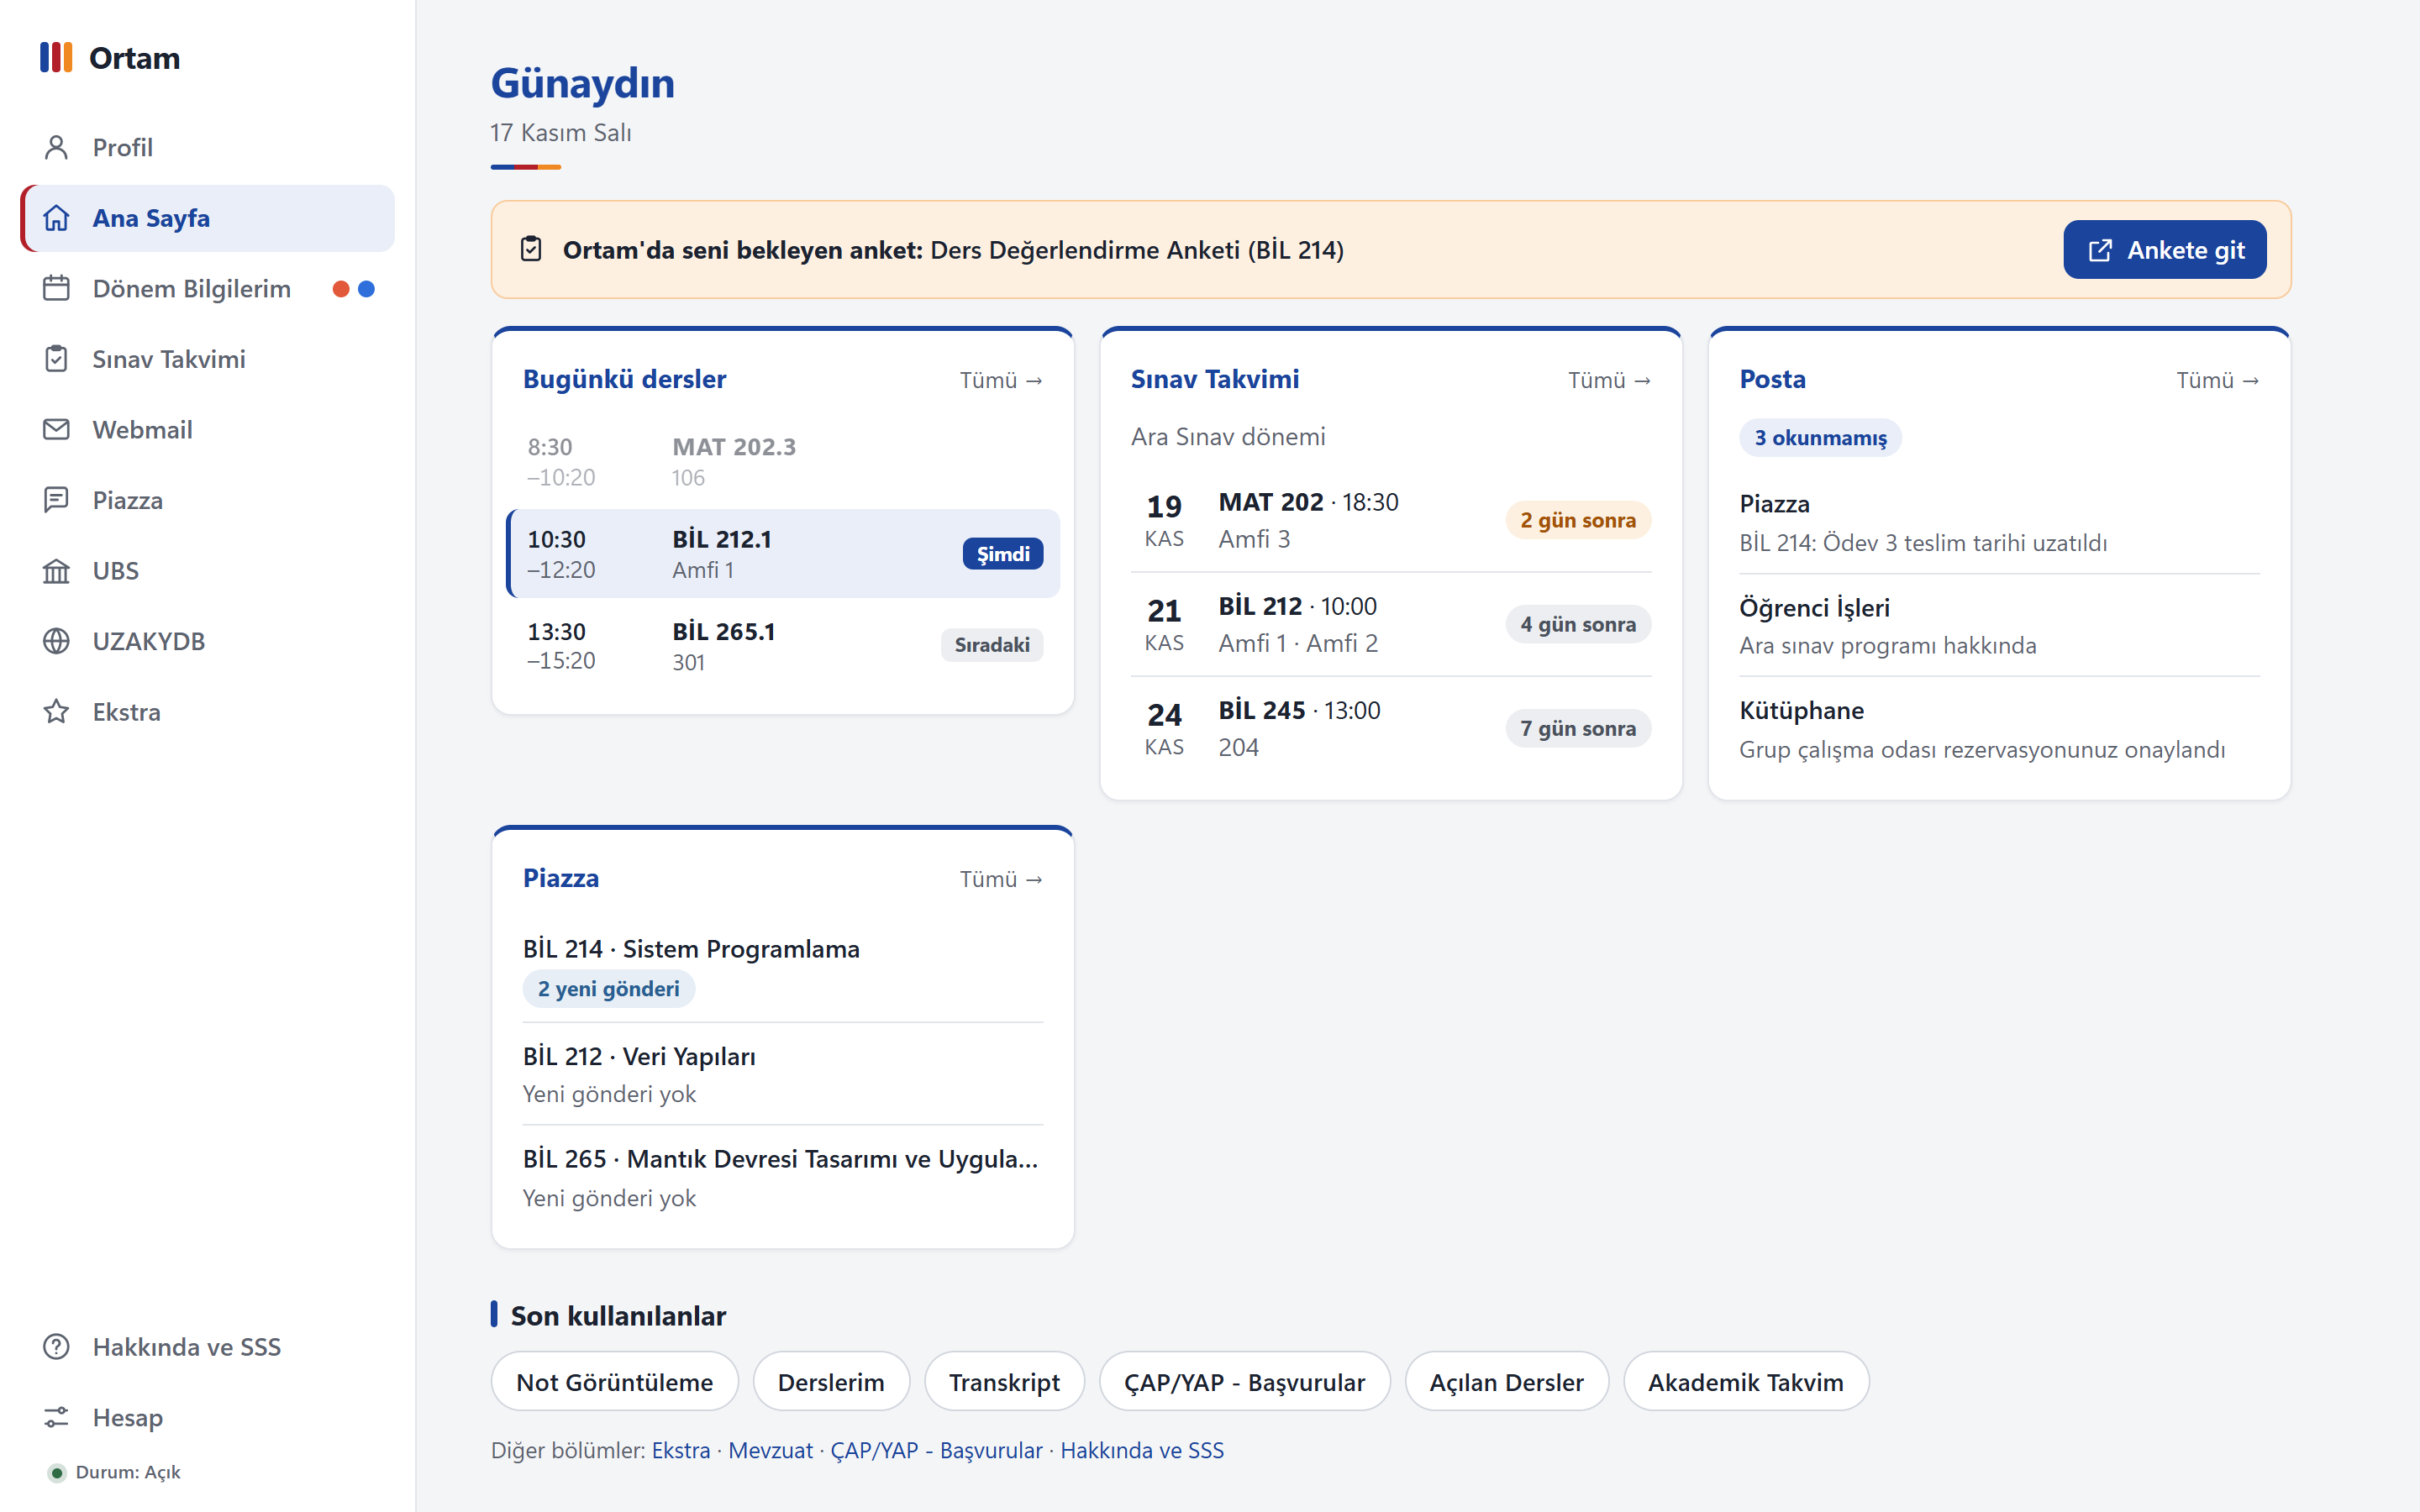 Ortam
Profil
Ana Sayfa
Dönem Bilgilerim
Sınav Takvimi
Webmail
Piazza
UBS
UZAKYDB
Ekstra
Hakkında ve SSS
Hesap
Durum: Açık
Günaydın
17 Kasım Salı
Ortam'da seni bekleyen anket: Ders Değerlendirme Anketi (BİL 214)
Ankete git
Bugünkü dersler
Tümü →
8:30
–10:20
MAT 202.3
106
10:30
–12:20
BİL 212.1
Amfi 1
Şimdi
13:30
–15:20
BİL 265.1
301
Sıradaki
Sınav Takvimi
Tümü →
Ara Sınav dönemi
19
KAS
MAT 202 · 18:30
Amfi 3
2 gün sonra
21
KAS
BİL 212 · 10:00
Amfi 1 · Amfi 2
4 gün sonra
24
KAS
BİL 245 · 13:00
204
7 gün sonra
Posta
Tümü →
3 okunmamış
Piazza
BİL 214: Ödev 3 teslim tarihi uzatıldı
Öğrenci İşleri
Ara sınav programı hakkında
Kütüphane
Grup çalışma odası rezervasyonunuz onaylandı
Piazza
Tümü →
BİL 214 · Sistem Programlama
2 yeni gönderi
BİL 212 · Veri Yapıları
Yeni gönderi yok
BİL 265 · Mantık Devresi Tasarımı ve Uygula...
Yeni gönderi yok
Son kullanılanlar
Not Görüntüleme
Derslerim
Transkript
ÇAP/YAP - Başvurular
Açılan Dersler
Akademik Takvim
Diğer bölümler: Ekstra · Mevzuat · ÇAP/YAP - Başvurular · Hakkında ve SSS